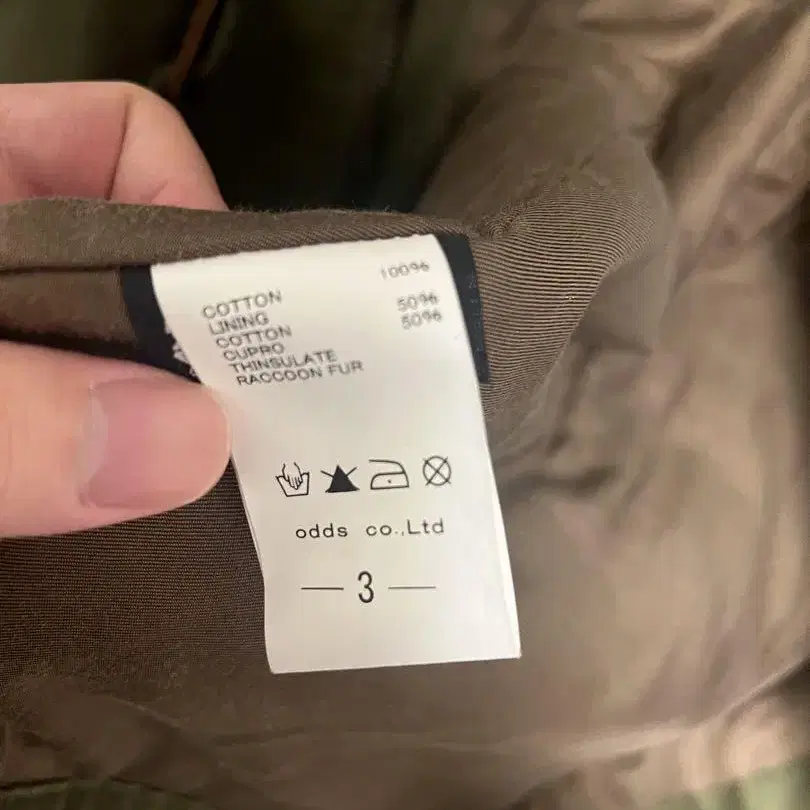 COTTON 100%
LINING
COTTON 50%
CUPRO 50%
THINSULATE
RACCOON FUR
odds co.,Ltd
— 3 —